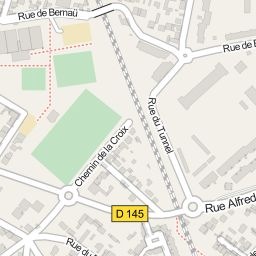 Rue de Bernaü
Rue de B
Rue du Tunnel
Chemin de la Croix
D 145
Rue Alfred
Rue du